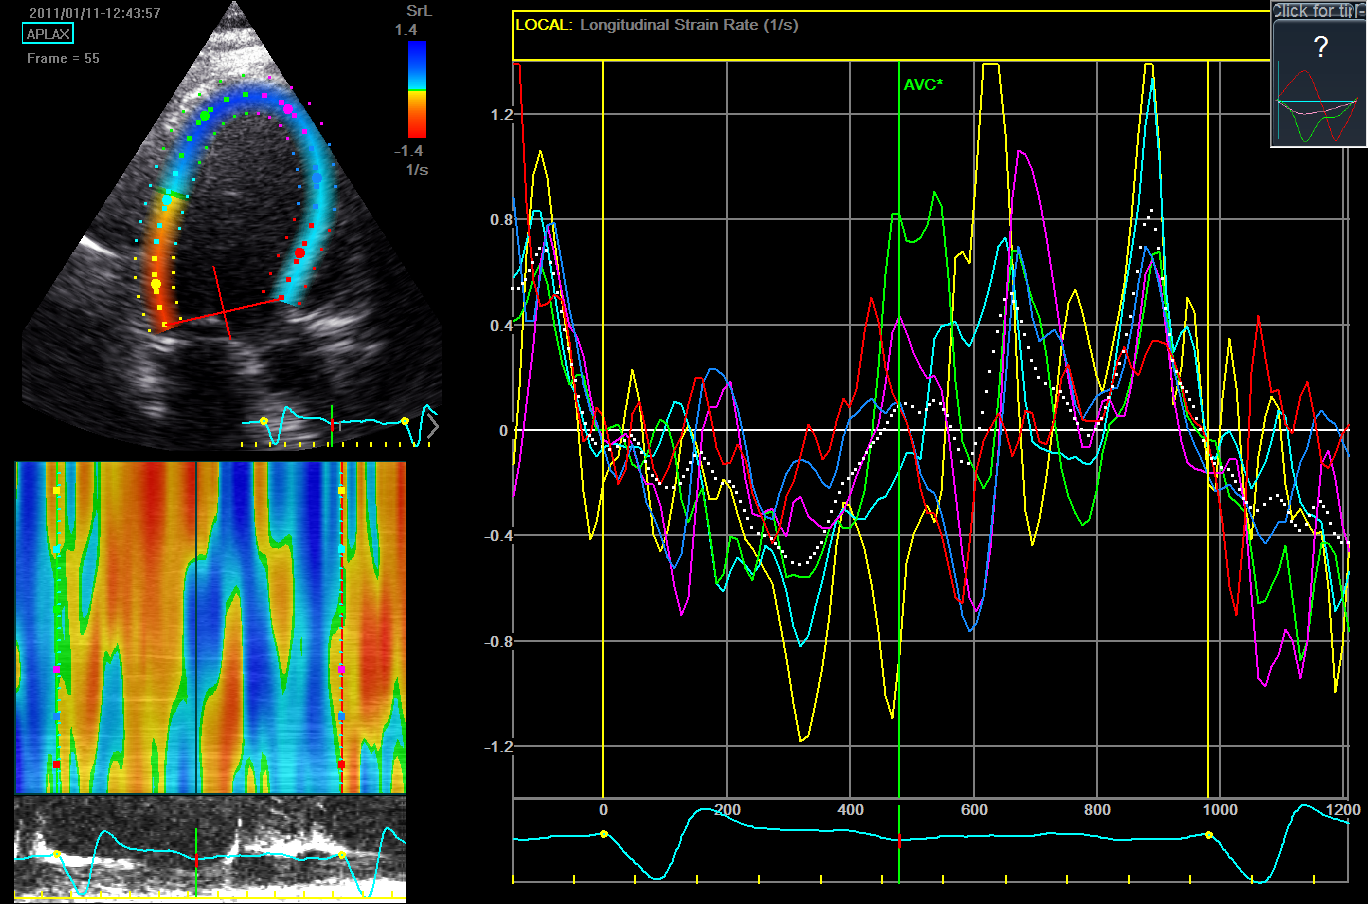 2011/01/11-12:43:57
APLAX
Frame = 55
SrL
1.4
-1.4
1/s
LOCAL: Longitudinal Strain Rate (1/s)
Click for
?
AVC*
1.2
0.8
0.4
0
-0.4
-0.8
-1.2
0 200 400 600 800 1000 1200